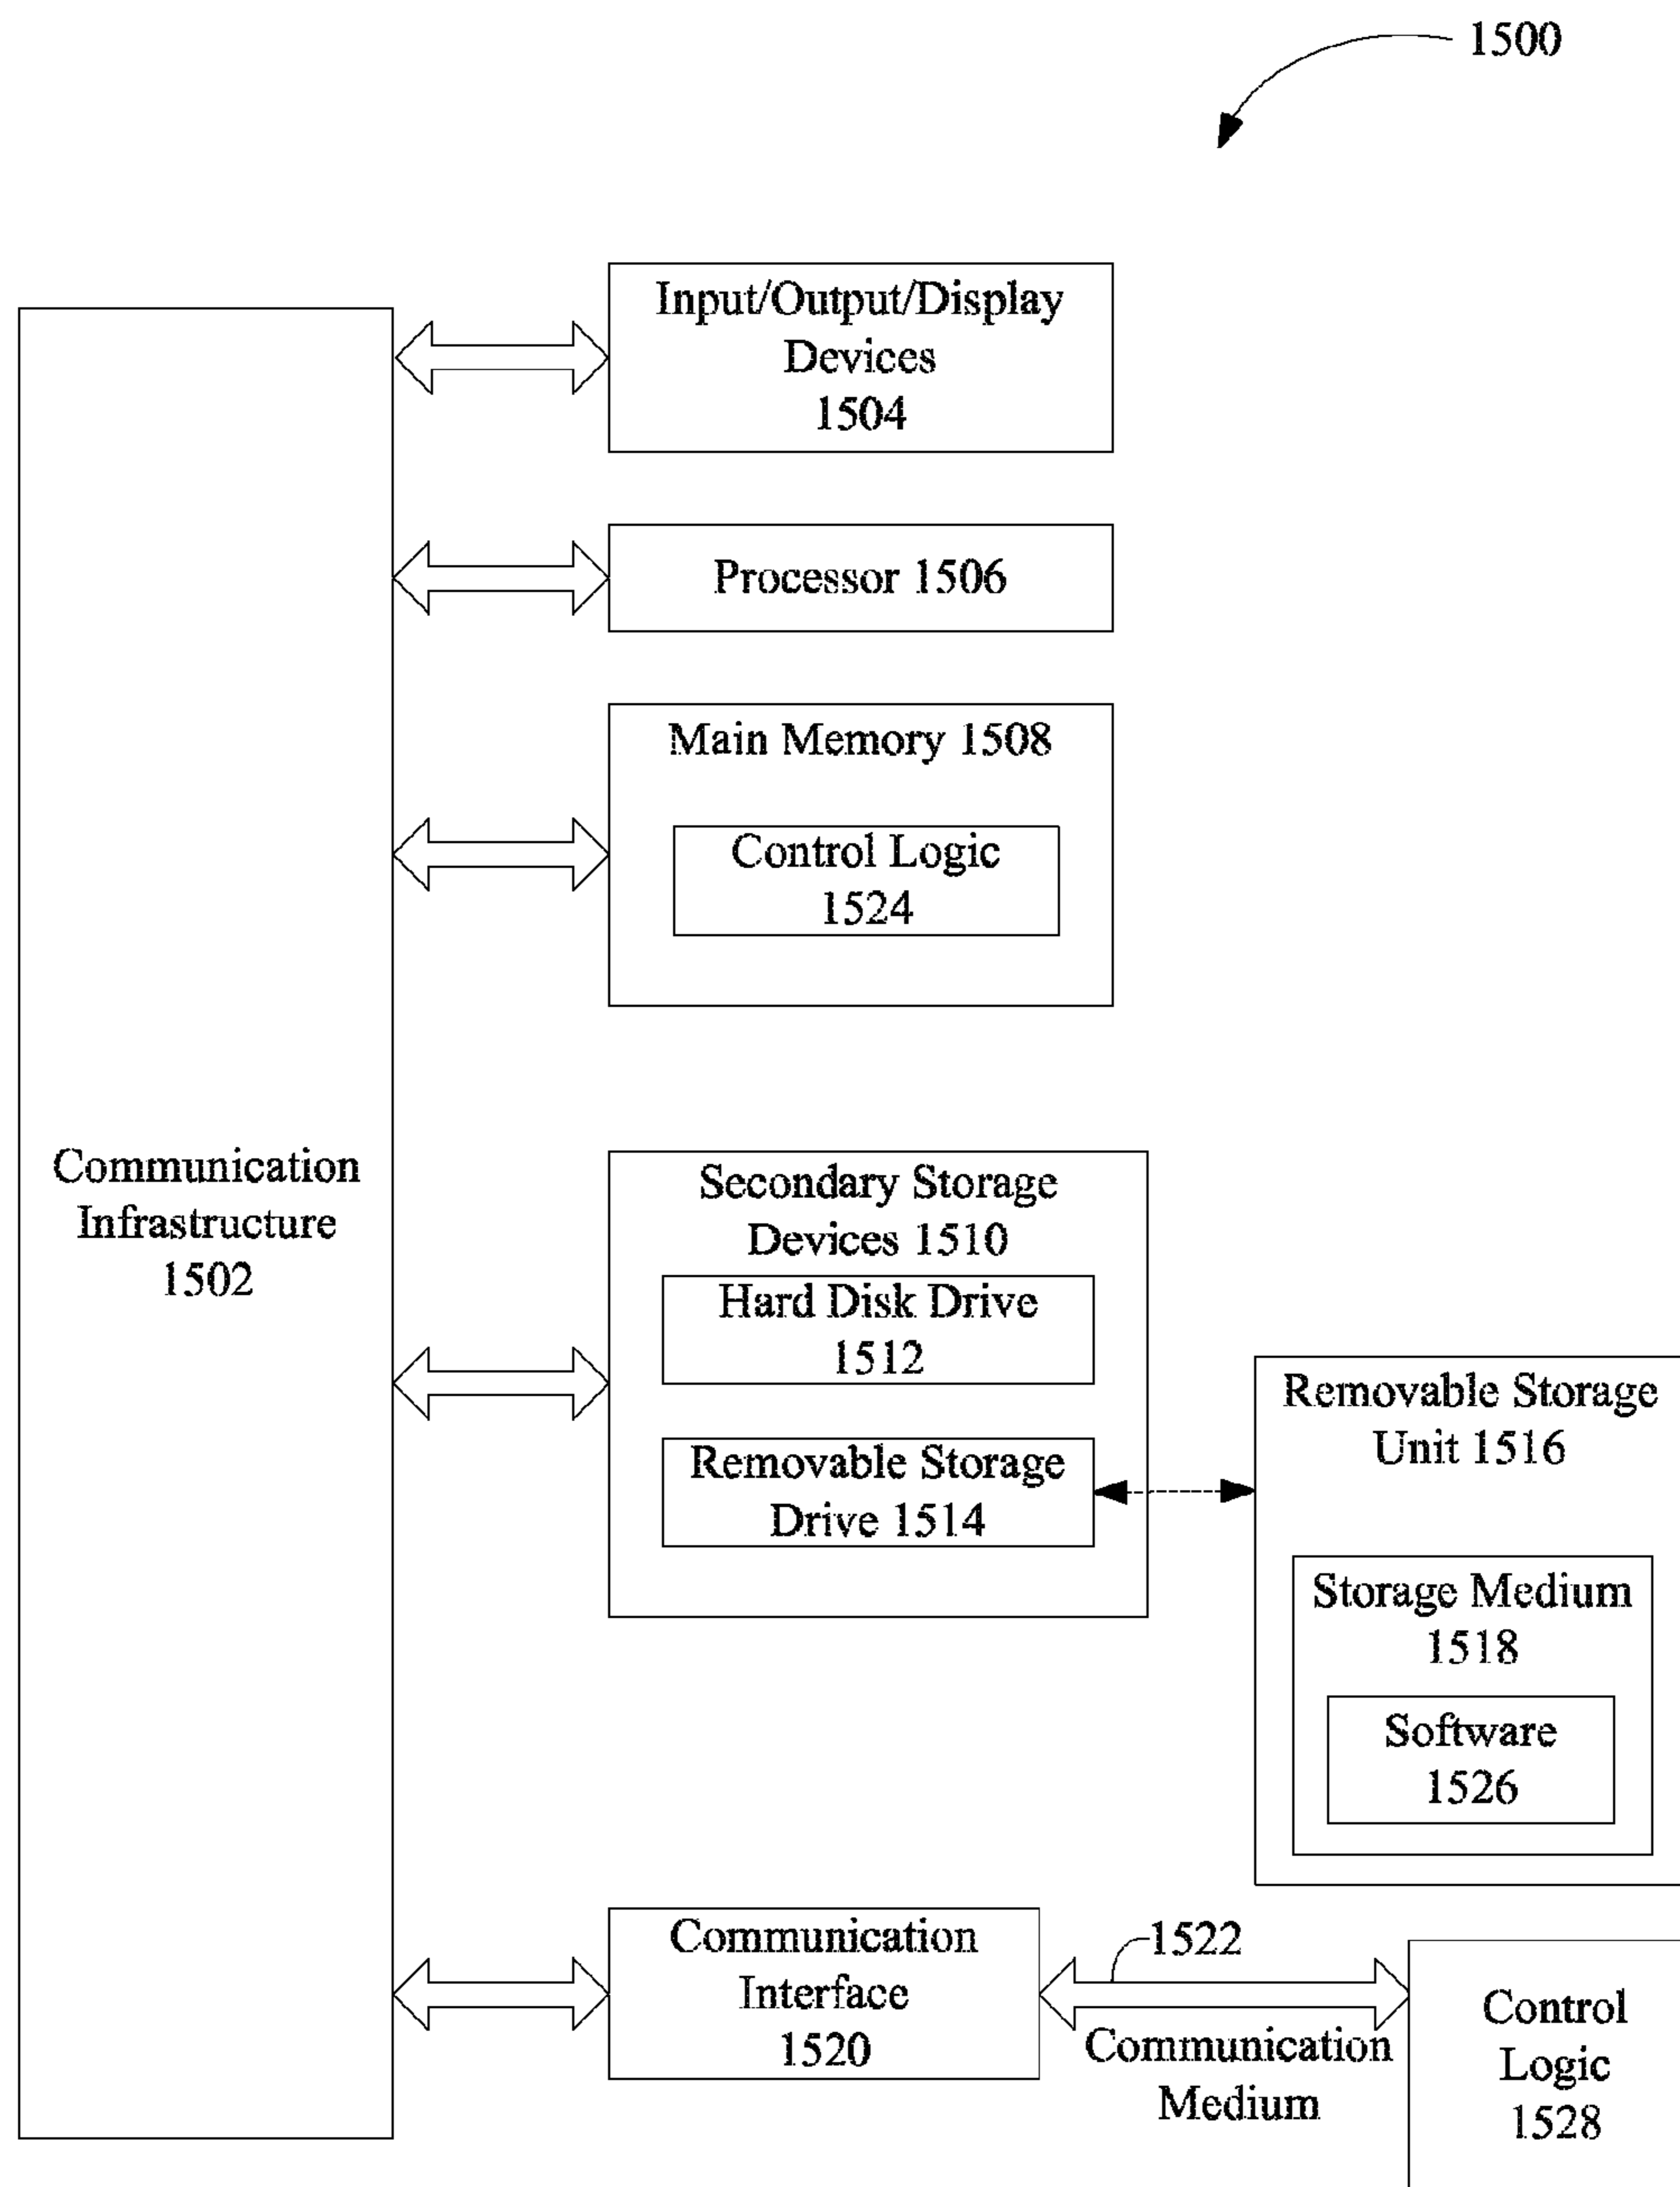 1500
Input/Output/Display
Devices
1504
Processor 1506
Main Memory 1508
Control Logic
1524
Communication
Infrastructure
1502
Secondary Storage
Devices 1510
Hard Disk Drive
1512
Removable Storage
Drive 1514
Removable Storage
Unit 1516
Storage Medium
1518
Software
1526
Communication
Interface
1520
1522
Communication
Medium
Control
Logic
1528